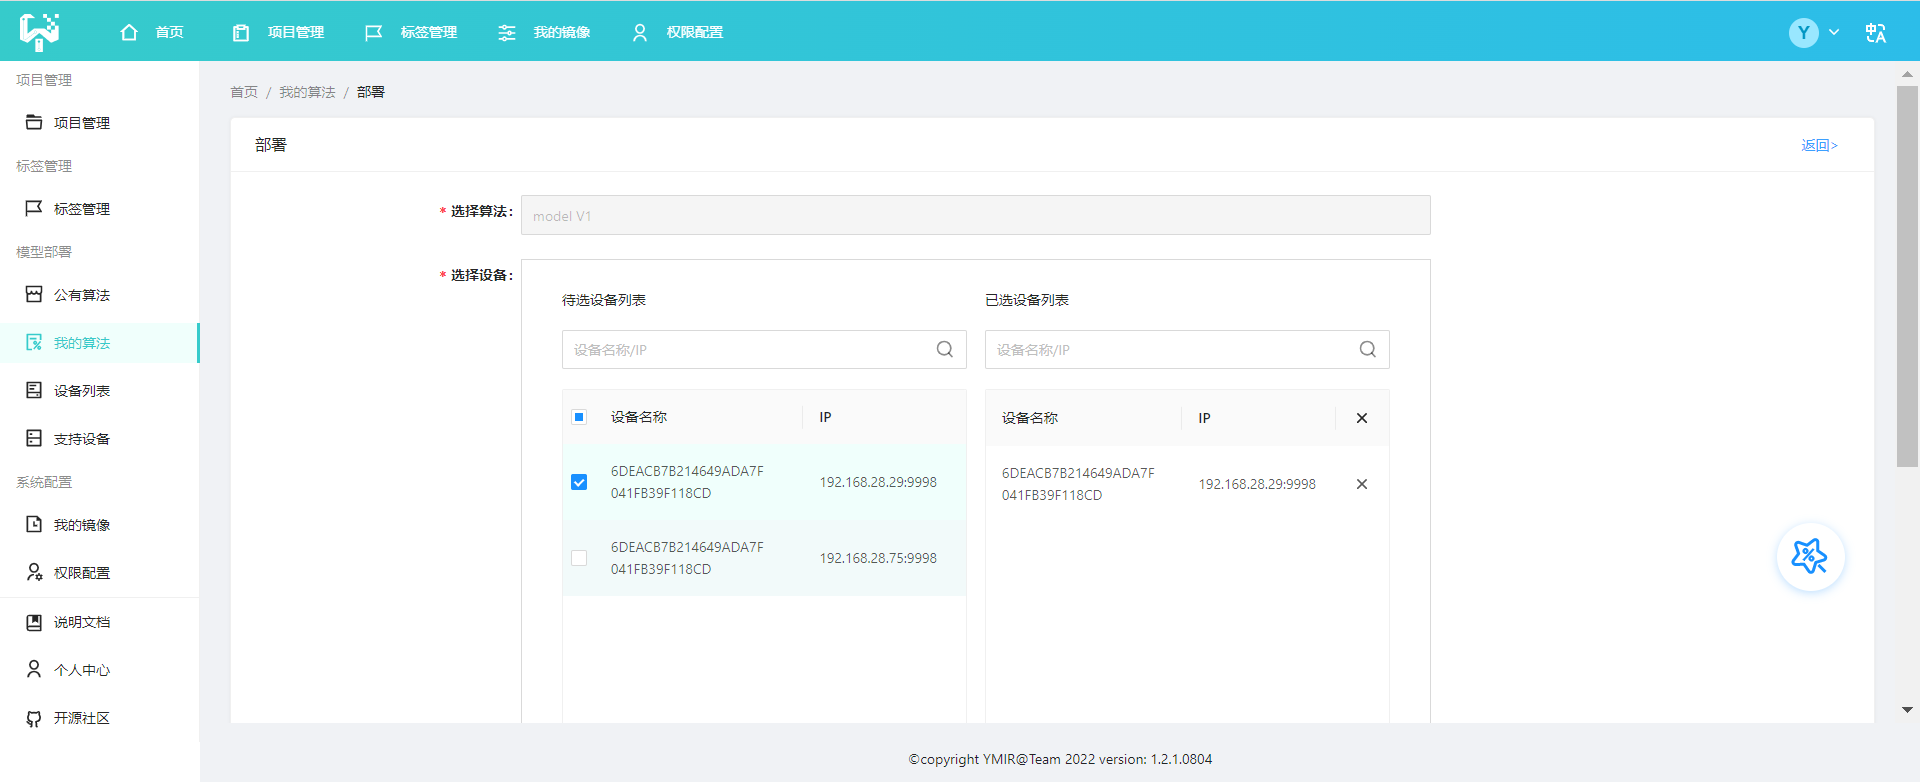 首页
项目管理
标签管理
我的镜像
权限配置
Y
项目管理
项目管理
标签管理
标签管理
模型部署
公有算法
我的算法
设备列表
支持设备
系统配置
我的镜像
权限配置
说明文档
个人中心
开源社区
首页 / 我的算法 / 部署
部署
返回>
* 选择算法:
model V1
* 选择设备:
待选设备列表
设备名称/IP
设备名称 IP
6DEACB7B214649ADA7F
041FB39F118CD
192.168.28.29:9998
6DEACB7B214649ADA7F
041FB39F118CD
192.168.28.75:9998
已选设备列表
设备名称/IP
设备名称 IP
6DEACB7B214649ADA7F
041FB39F118CD
192.168.28.29:9998
©copyright YMIR@Team 2022 version: 1.2.1.0804